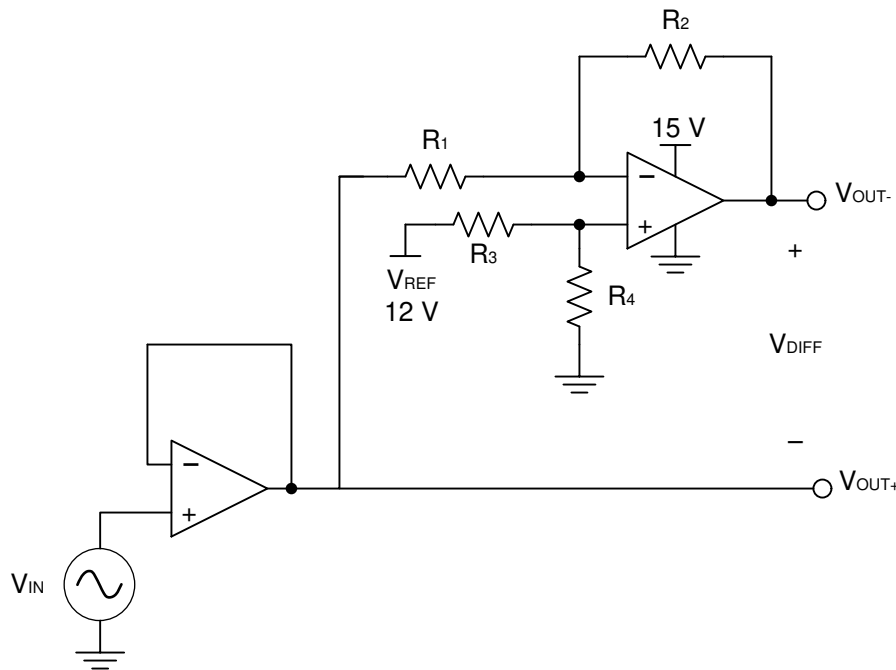 R2
15 V
R1
−
+
VOUT-
R3
VREF
12 V
R4
+
VDIFF
−
−
+
VOUT+
VIN